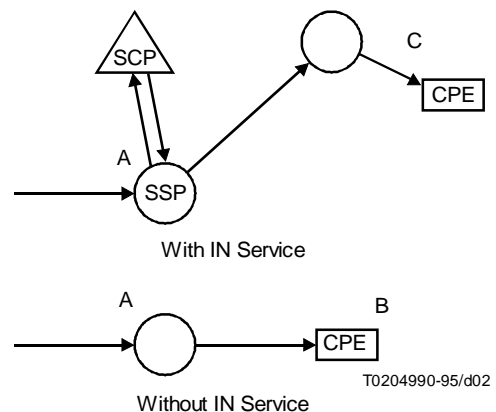 SCP
C
CPE
A
SSP
With IN Service
A
B
CPE
T0204990-95/d02
Without IN Service